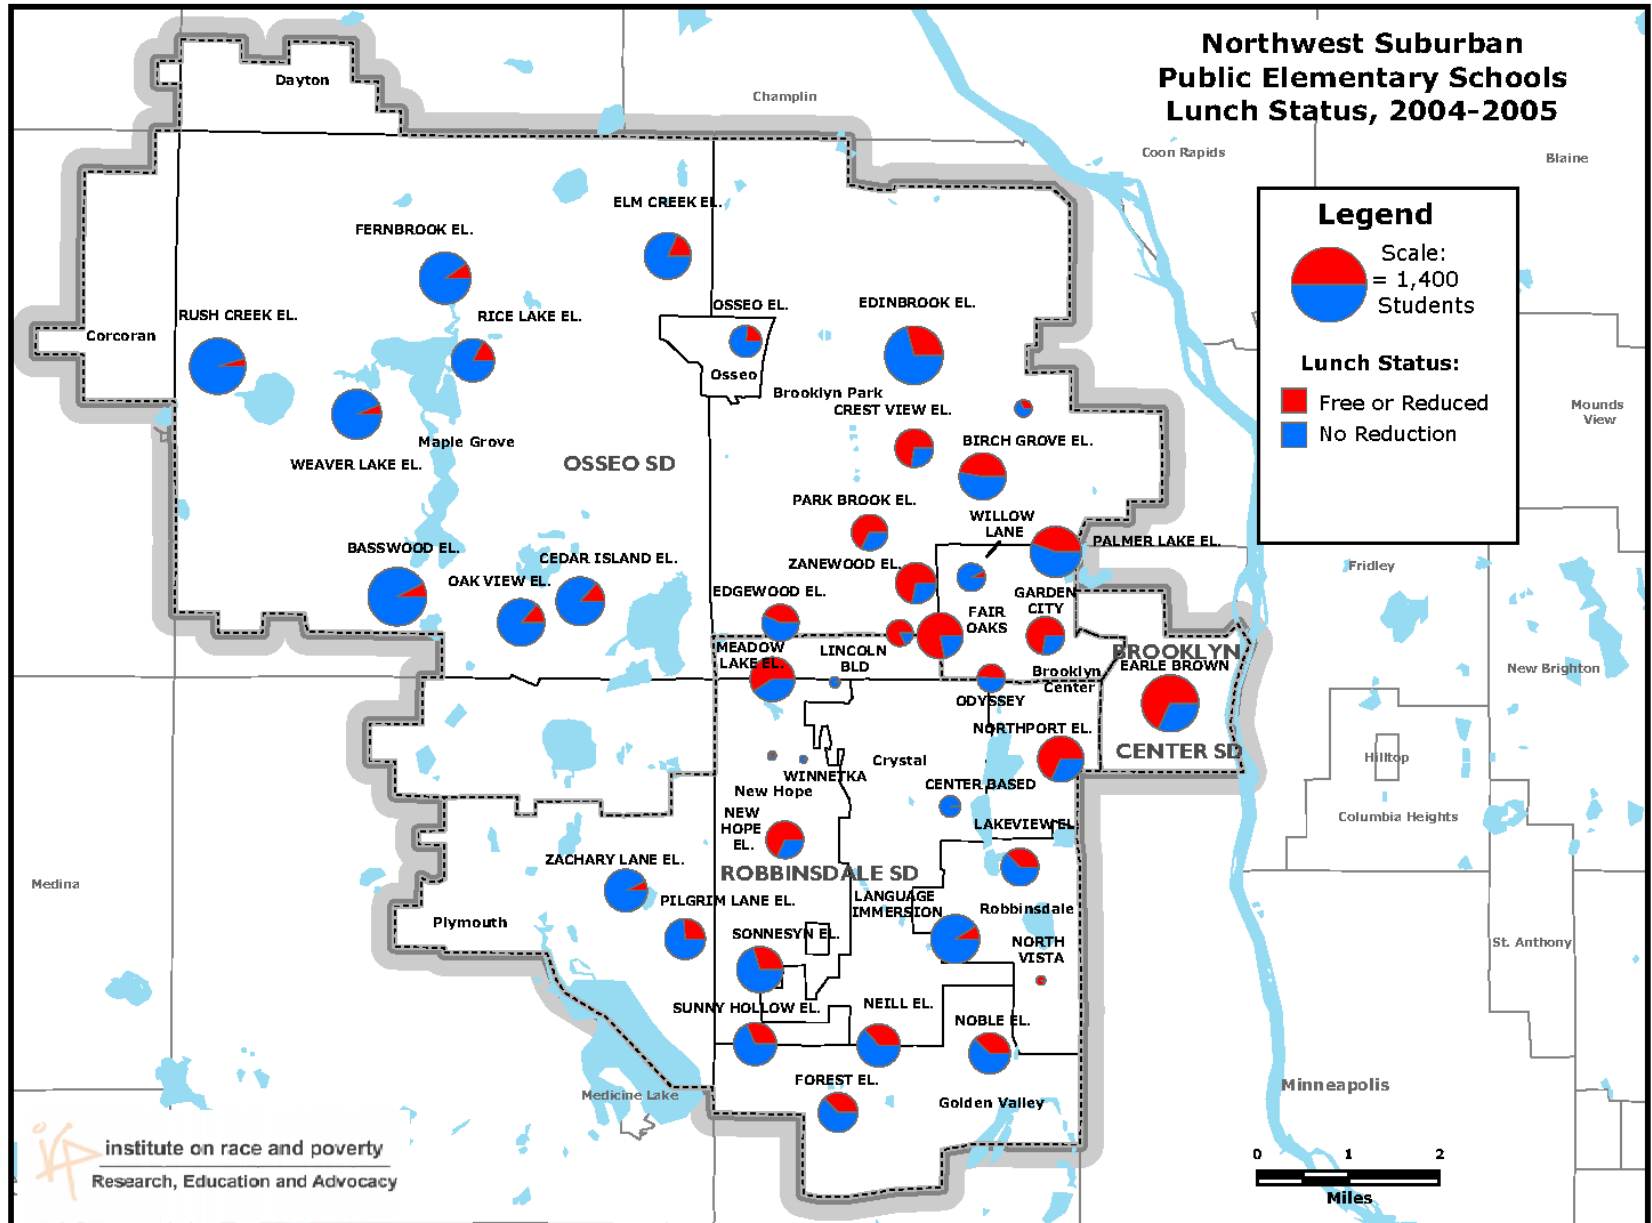 Northwest Suburban
Public Elementary Schools
Lunch Status, 2004-2005
Legend
Scale:
= 1,400
Students
Lunch Status:
Free or Reduced
No Reduction
Dayton
Champlin
Coon Rapids
Blaine
ELM CREEK EL.
FERNBROOK EL.
OSSEO EL.
EDINBROOK EL.
RUSH CREEK EL.
RICE LAKE EL.
Corcoran
Osseo
Brooklyn Park
CREST VIEW EL.
Mounds
View
Maple Grove
BIRCH GROVE EL.
WEAVER LAKE EL.
OSSEO SD
PARK BROOK EL.
WILLOW
LANE
PALMER LAKE EL.
BASSWOOD EL.
CEDAR ISLAND EL.
OAK VIEW EL.
ZANEWOOD EL.
Fridley
EDGEWOOD EL.
GARDEN
CITY
FAIR
OAKS
MEADOW
LAKE EL.
LINCOLN
BLD
BROOKLYN
EARLE BROWN
Brooklyn
Center
New Brighton
ODYSSEY
NORTHPORT EL.
CENTER SD
Crystal
Hilltop
WINNETKA
New Hope
CENTER BASED
NEW
HOPE
EL.
LAKEVIEW EL.
Columbia Heights
ZACHARY LANE EL.
ROBBINSDALE SD
Medina
PILGRIM LANE EL.
LANGUAGE
IMMERSION
Robbinsdale
Plymouth
SONNESYN EL.
NORTH
VISTA
St. Anthony
SUNNY HOLLOW EL.
NEILL EL.
NOBLE EL.
FOREST EL.
Medicine Lake
Golden Valley
Minneapolis
institute on race and poverty
Research, Education and Advocacy
0 1 2
Miles